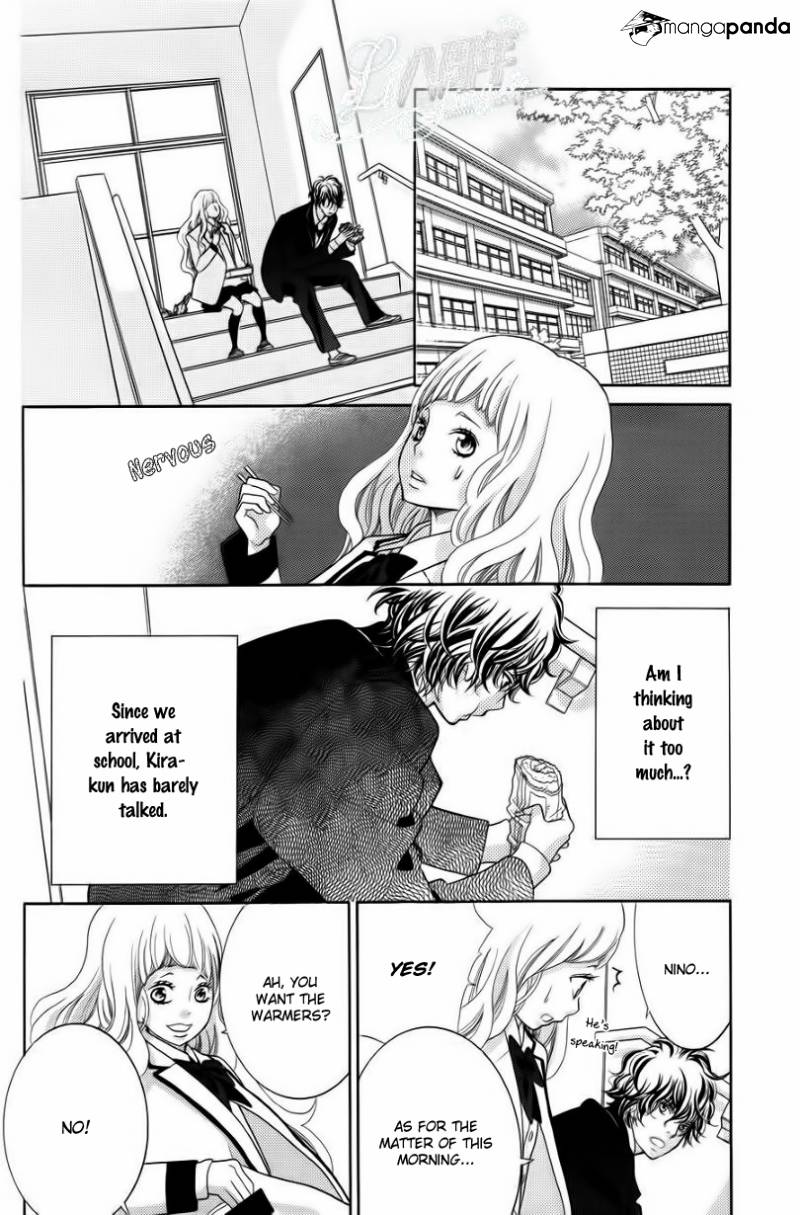 mangapanda
Nervous
Am I
thinking
about
it too
much...?
Since we
arrived at
school, Kira-
kun has barely
talked.
NINO...
He's
speaking!
YES!
AS FOR THE
MATTER OF THIS
MORNING...
AH, YOU
WANT THE
WARMERS?
NO!